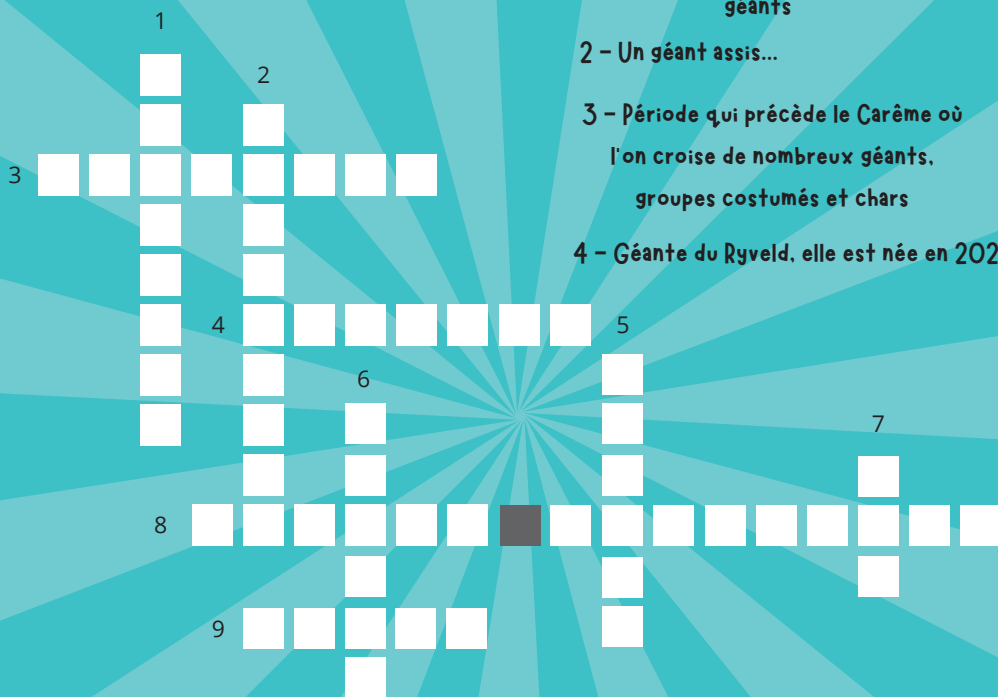 géants
2 - Un géant assis...
3 - Période qui précède le Carême où
l'on croise de nombreux géants,
groupes costumés et chars
4 - Géante du Ryveld, elle est née en 202
1
2
3
4
5
6
7
8
9